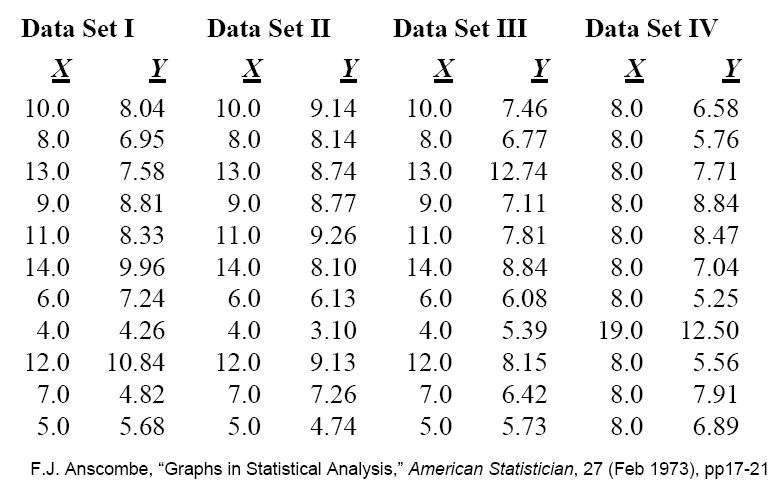 Data Set I Data Set II Data Set III Data Set IV
X Y X Y X Y X Y
10.0 8.04 10.0 9.14 10.0 7.46 8.0 6.58
8.0 6.95 8.0 8.14 8.0 6.77 8.0 5.76
13.0 7.58 13.0 8.74 13.0 12.74 8.0 7.71
9.0 8.81 9.0 8.77 9.0 7.11 8.0 8.84
11.0 8.33 11.0 9.26 11.0 7.81 8.0 8.47
14.0 9.96 14.0 8.10 14.0 8.84 8.0 7.04
6.0 7.24 6.0 6.13 6.0 6.08 8.0 5.25
4.0 4.26 4.0 3.10 4.0 5.39 19.0 12.50
12.0 10.84 12.0 9.13 12.0 8.15 8.0 5.56
7.0 4.82 7.0 7.26 7.0 6.42 8.0 7.91
5.0 5.68 5.0 4.74 5.0 5.73 8.0 6.89
F.J. Anscombe, “Graphs in Statistical Analysis,” American Statistician, 27 (Feb 1973), pp17-21